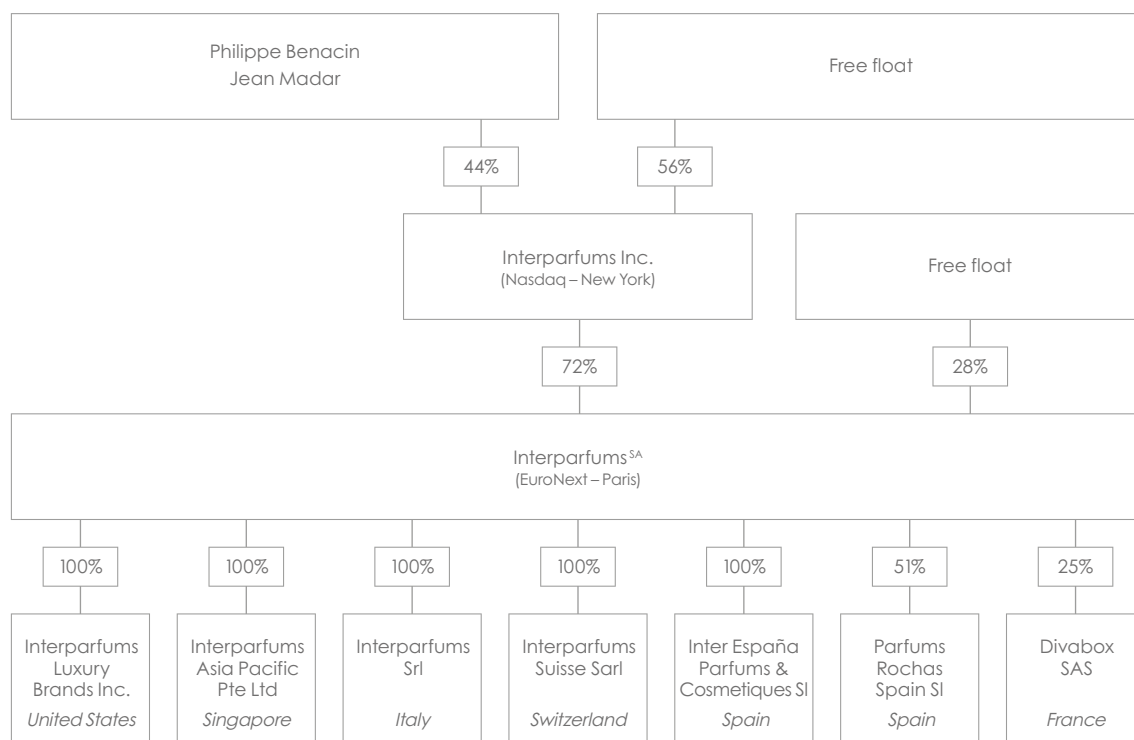 Philippe Benacin
Jean Madar
Free float
44%
56%
Interparfums Inc.
(Nasdaq – New York)
Free float
72%
28%
Interparfums SA
(EuroNext – Paris)
100%
100%
100%
100%
100%
51%
25%
Interparfums
Luxury
Brands Inc.
United States
Interparfums
Asia Pacific
Pte Ltd
Singapore
Interparfums
Srl
Italy
Interparfums
Suisse Sarl
Switzerland
Inter España
Parfums &
Cosmetiques Sl
Spain
Parfums
Rochas
Spain Sl
Spain
Divabox
SAS
France